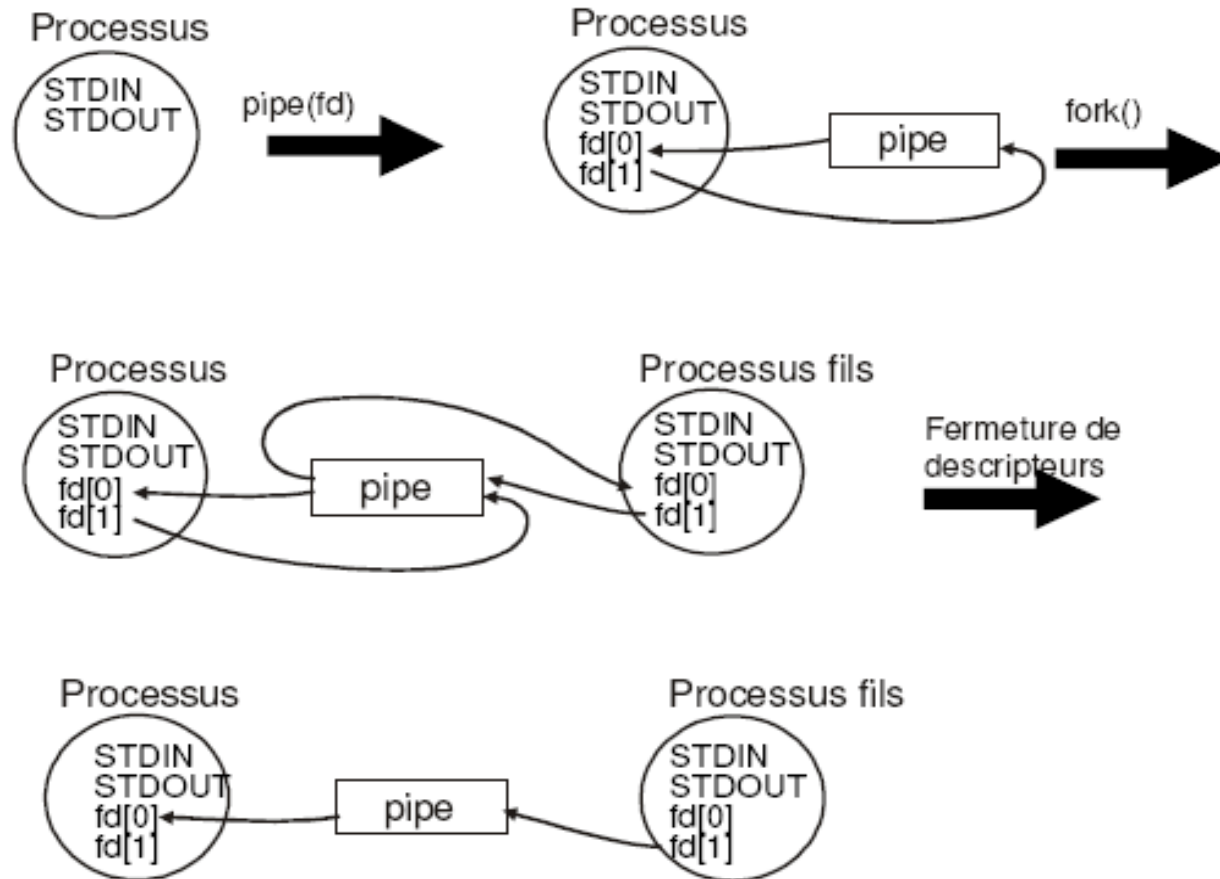 Processus
STDIN
STDOUT
pipe(fd)
Processus
STDIN
STDOUT
fd[0]
fd[1]
pipe
fork()
Processus
STDIN
STDOUT
fd[0]
fd[1]
pipe
Processus fils
STDIN
STDOUT
fd[0]
fd[1]
Fermeture de
descripteurs
Processus
STDIN
STDOUT
fd[0]
fd[1]
pipe
Processus fils
STDIN
STDOUT
fd[0]
fd[1]